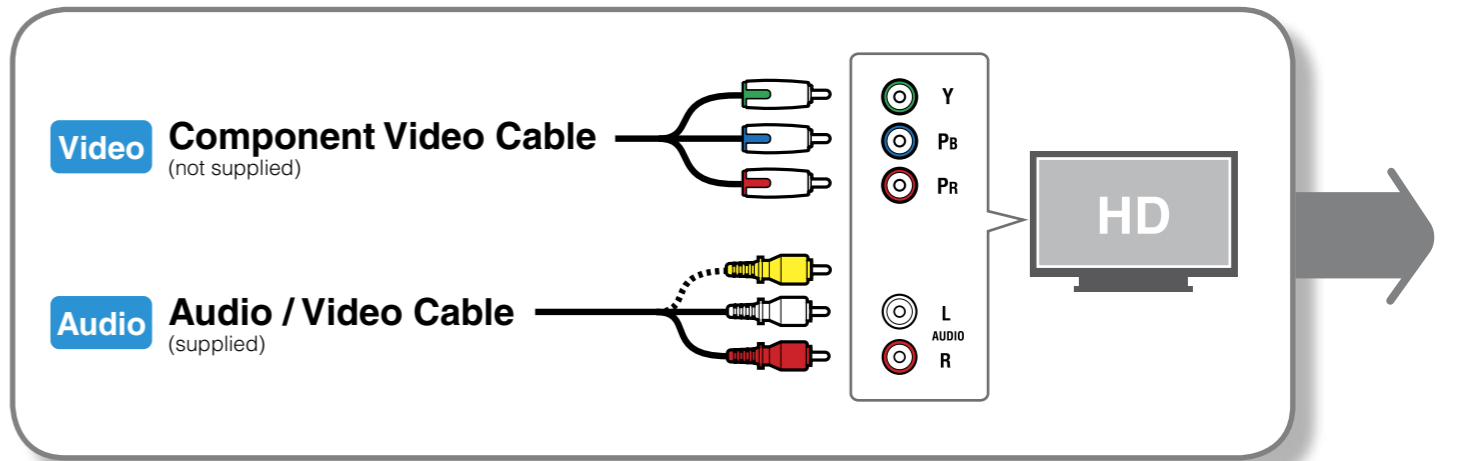 Video
Component Video Cable
(not supplied)
Y
PB
PR
HD
Audio
Audio / Video Cable
(supplied)
L
AUDIO
R